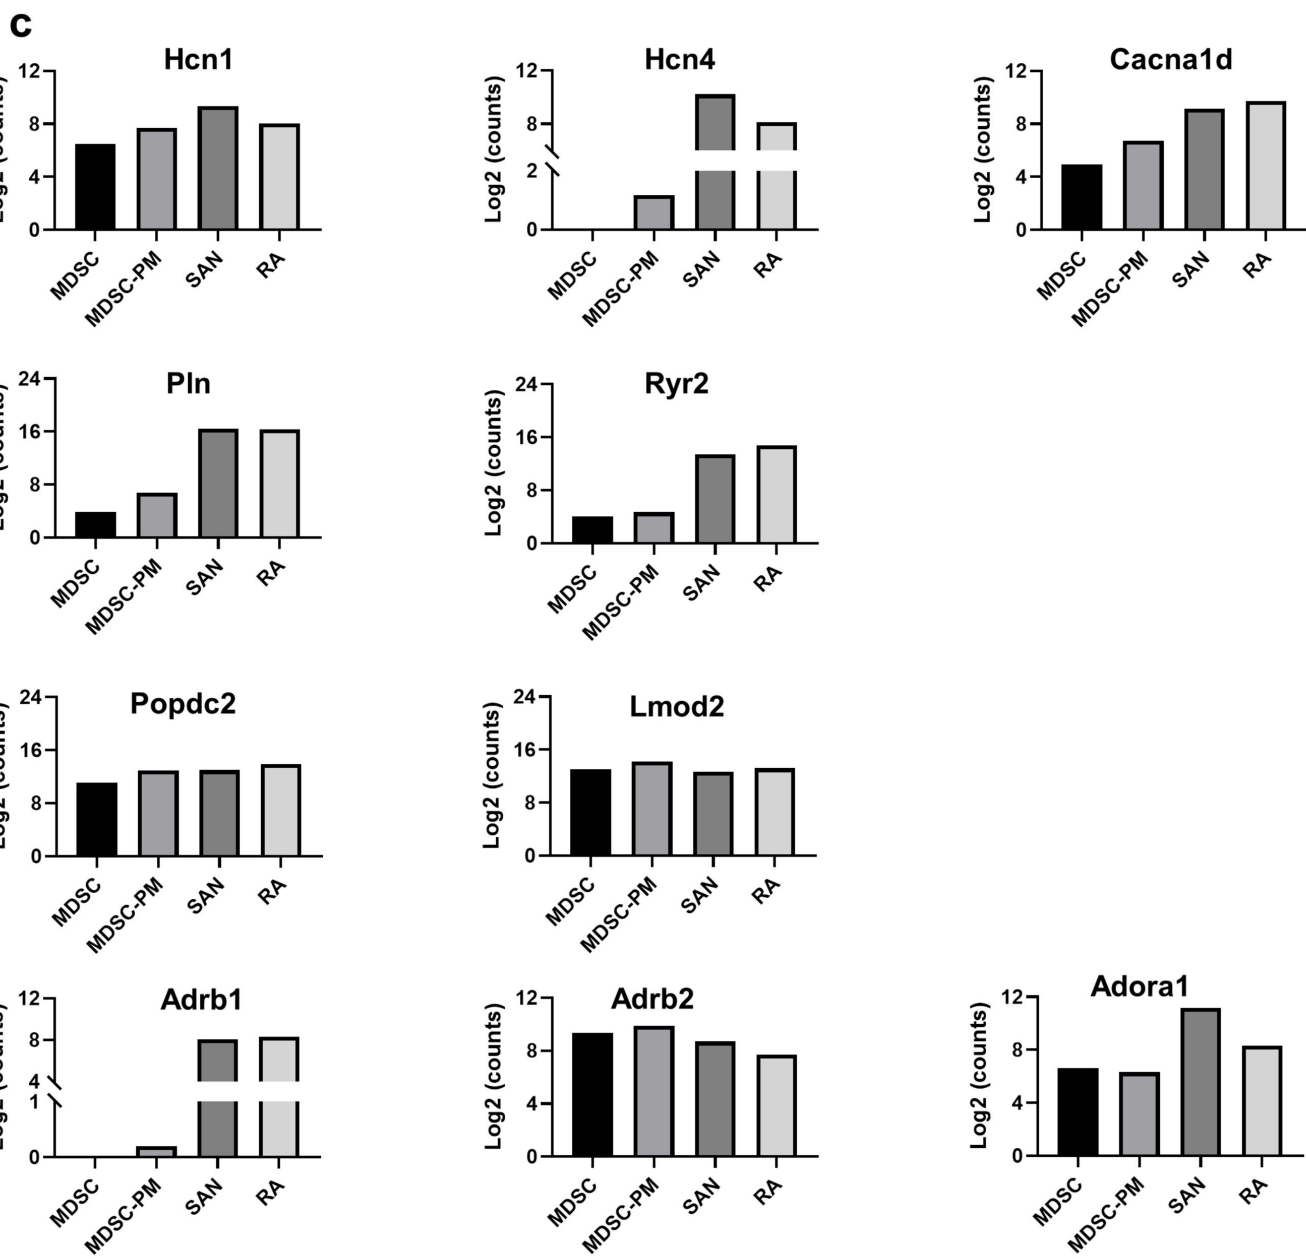 c
Hcn1
12
8
4
0
MDSC
MDSC-PM
SAN
RA
Hcn4
Log2 (counts)
12
8
2
0
MDSC
MDSC-PM
SAN
RA
Cacna1d
Log2 (counts)
12
8
4
0
MDSC
MDSC-PM
SAN
RA
Pln
24
16
8
0
MDSC
MDSC-PM
SAN
RA
Ryr2
Log2 (counts)
24
16
8
0
MDSC
MDSC-PM
SAN
RA
Popdc2
24
16
8
0
MDSC
MDSC-PM
SAN
RA
Lmod2
Log2 (counts)
24
16
8
0
MDSC
MDSC-PM
SAN
RA
Adrb1
12
8
4
1
0
MDSC
MDSC-PM
SAN
RA
Adrb2
Log2 (counts)
12
8
4
0
MDSC
MDSC-PM
SAN
RA
Adora1
Log2 (counts)
12
8
4
0
MDSC
MDSC-PM
SAN
RA